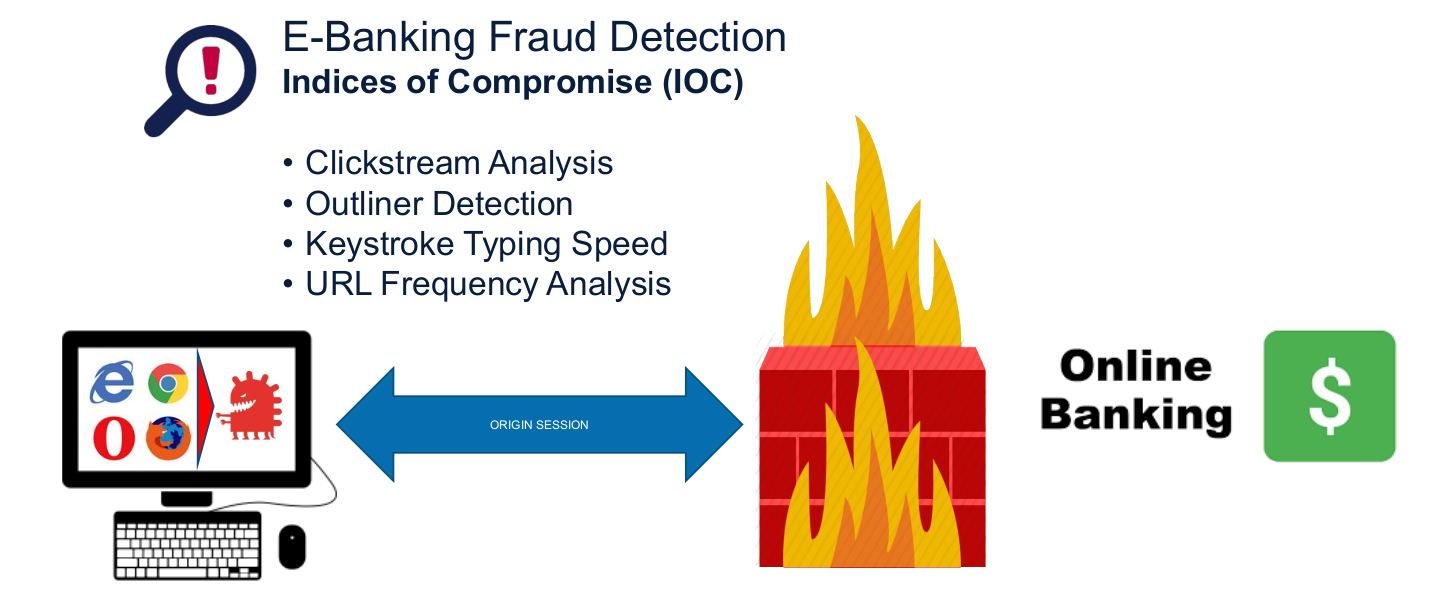 E-Banking Fraud Detection
Indices of Compromise (IOC)
• Clickstream Analysis
• Outliner Detection
• Keystroke Typing Speed
• URL Frequency Analysis
ORIGIN SESSION
Online
Banking
$